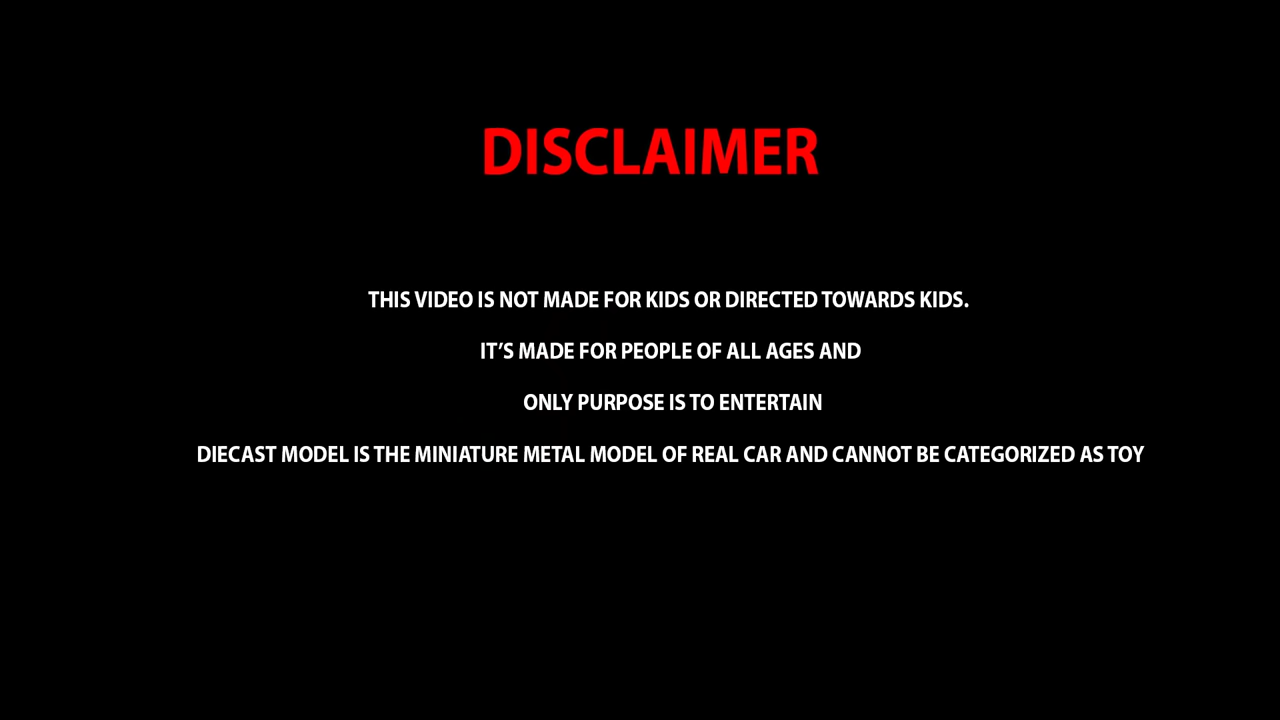 DISCLAIMER
THIS VIDEO IS NOT MADE FOR KIDS OR DIRECTED TOWARDS KIDS.
IT’S MADE FOR PEOPLE OF ALL AGES AND
ONLY PURPOSE IS TO ENTERTAIN
DIECAST MODEL IS THE MINIATURE METAL MODEL OF REAL CAR AND CANNOT BE CATEGORIZED AS TOY